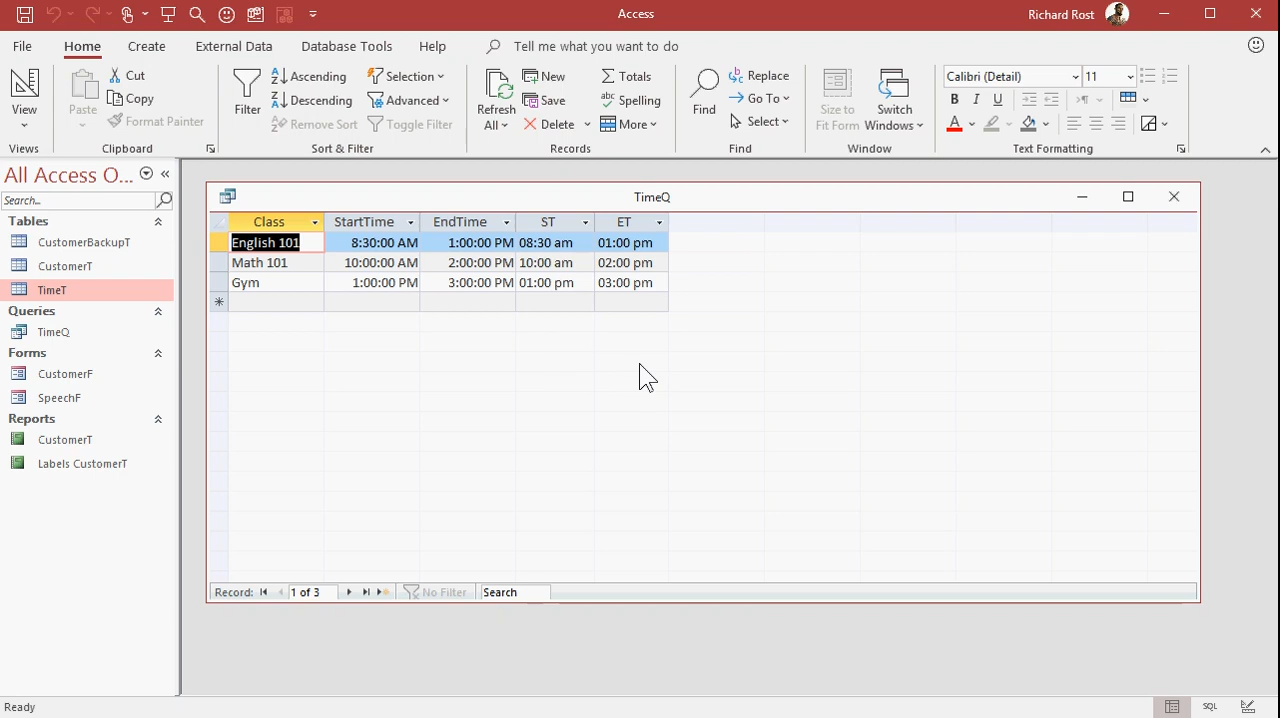 Access
Richard Rost
File Home Create External Data Database Tools Help Tell me what you want to do
View
Views
Paste
Cut
Copy
Format Painter
Clipboard
Filter
Ascending
Descending
Remove Sort
Selection
Advanced
Toggle Filter
Sort & Filter
Refresh
All
New
Save
Delete
Totals
Spelling
More
Records
Find
Replace
Go To
Select
Find
Size to
Fit Form
Switch
Windows
Window
Calibri (Detail) 11
B I U
A
Text Formatting
All Access O...
Search...
Tables
CustomerBackupT
CustomerT
TimeT
Queries
TimeQ
Forms
CustomerF
SpeechF
Reports
CustomerT
Labels CustomerT
TimeQ
Class StartTime EndTime ST ET
English 101 8:30:00 AM 1:00:00 PM 08:30 am 01:00 pm
Math 101 10:00:00 AM 2:00:00 PM 10:00 am 02:00 pm
Gym 1:00:00 PM 3:00:00 PM 01:00 pm 03:00 pm
Record: 1 of 3 No Filter Search
Ready
SQL